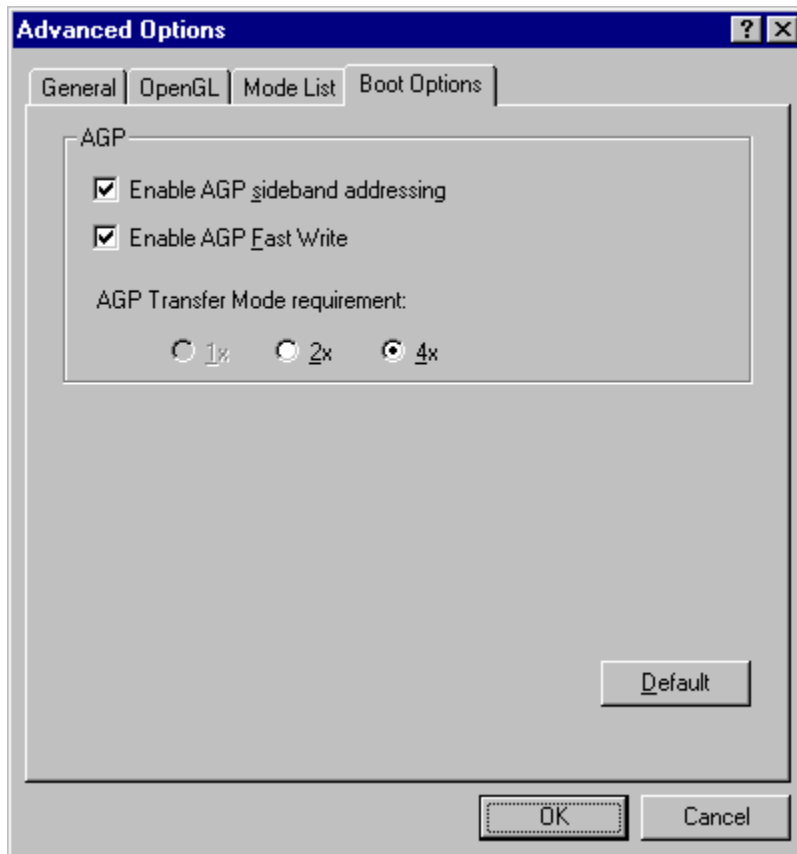 Advanced Options
General OpenGL Mode List Boot Options
AGP
Enable AGP sideband addressing
Enable AGP Fast Write
AGP Transfer Mode requirement:
1x 2x 4x
Default
OK Cancel